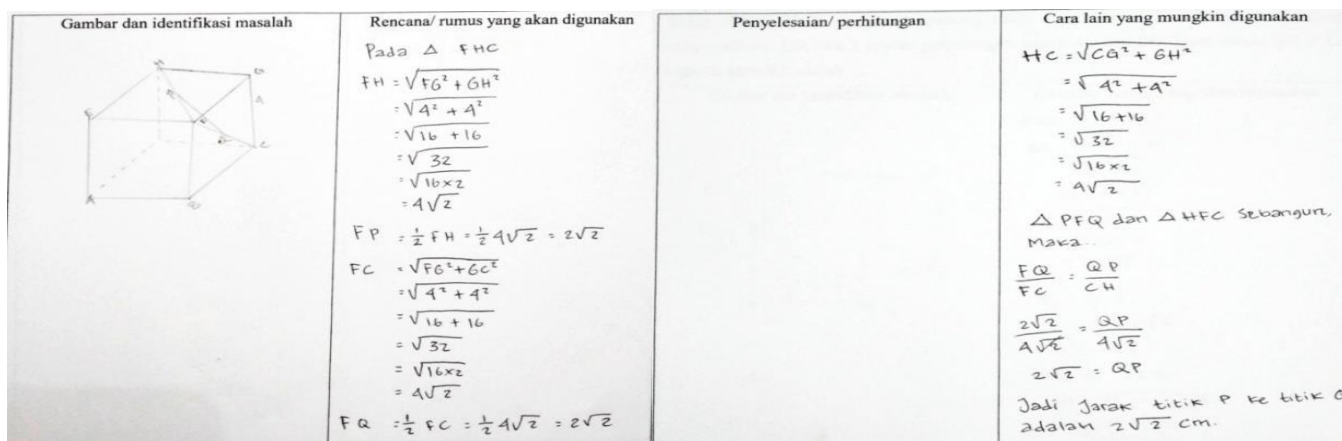 Gambar dan identifikasi masalah
H
G
E
4
C
A
B
Rencana/ rumus yang akan digunakan
Pada Δ FHC
FH = √FG² + GH²
= √4² + 4²
= √16 + 16
= √32
= √16×2
= 4√2
FP = ½ FH = ½ 4√2 = 2√2
FC = √FG² + GC²
= √4² + 4²
= √16 + 16
= √32
= √16×2
= 4√2
FQ = ½ FC = ½ 4√2 = 2√2
Penyelesaian/ perhitungan
Cara lain yang mungkin digunakan
HC = √CG² + GH²
= √4² + 4²
= √16 + 16
= √32
= √16×2
= 4√2
Δ PFQ dan Δ HFC Sebangun,
Maka..
FQ/FC = QP/CH
2√2/4√2 = QP/4√2
2√2 = QP
Jadi Jarak titik P ke titik Q
adalah 2√2 cm.